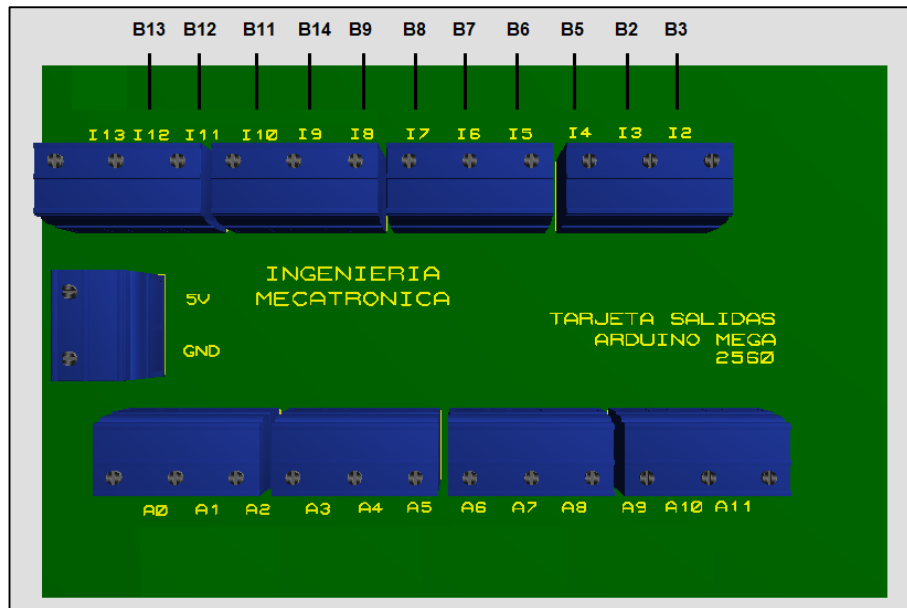 B13 B12 B11 B14 B9 B8 B7 B6 B5 B2 B3
I13 I12 I11 I10 I9 I8 I7 I6 I5 I4 I3 I2
INGENIERIA
MECATRONICA
5V
GND
TARJETA SALIDAS
ARDUINO MEGA
2560
A0 A1 A2 A3 A4 A5 A6 A7 A8 A9 A10 A11